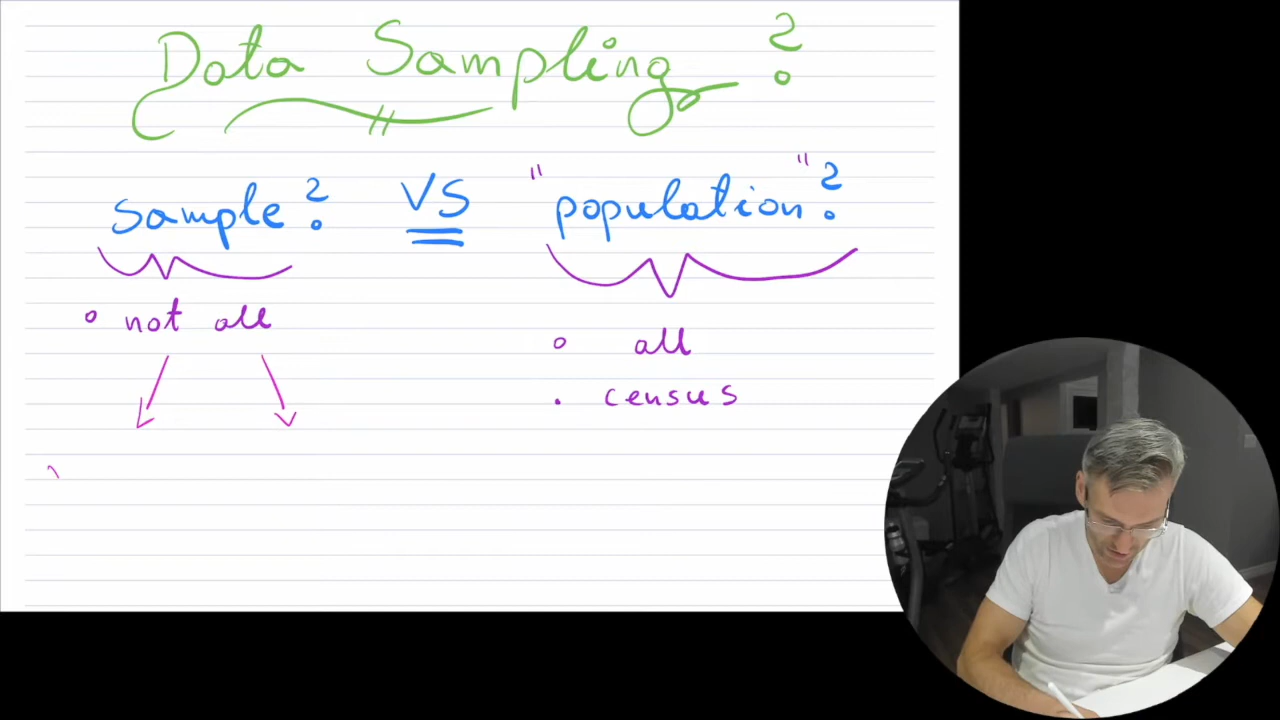 Data Sampling ?
sample ? VS "population" ?
not all
all
census